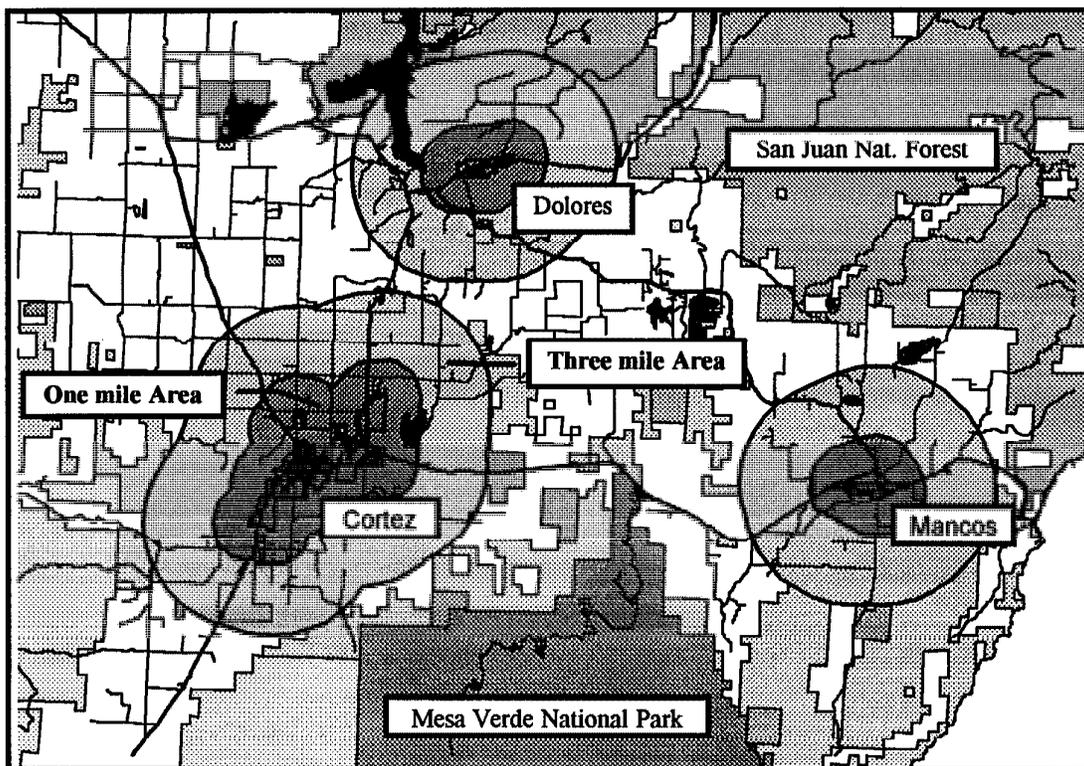 San Juan Nat. Forest
Dolores
Three mile Area
One mile Area
Cortez
Mancos
Mesa Verde National Park